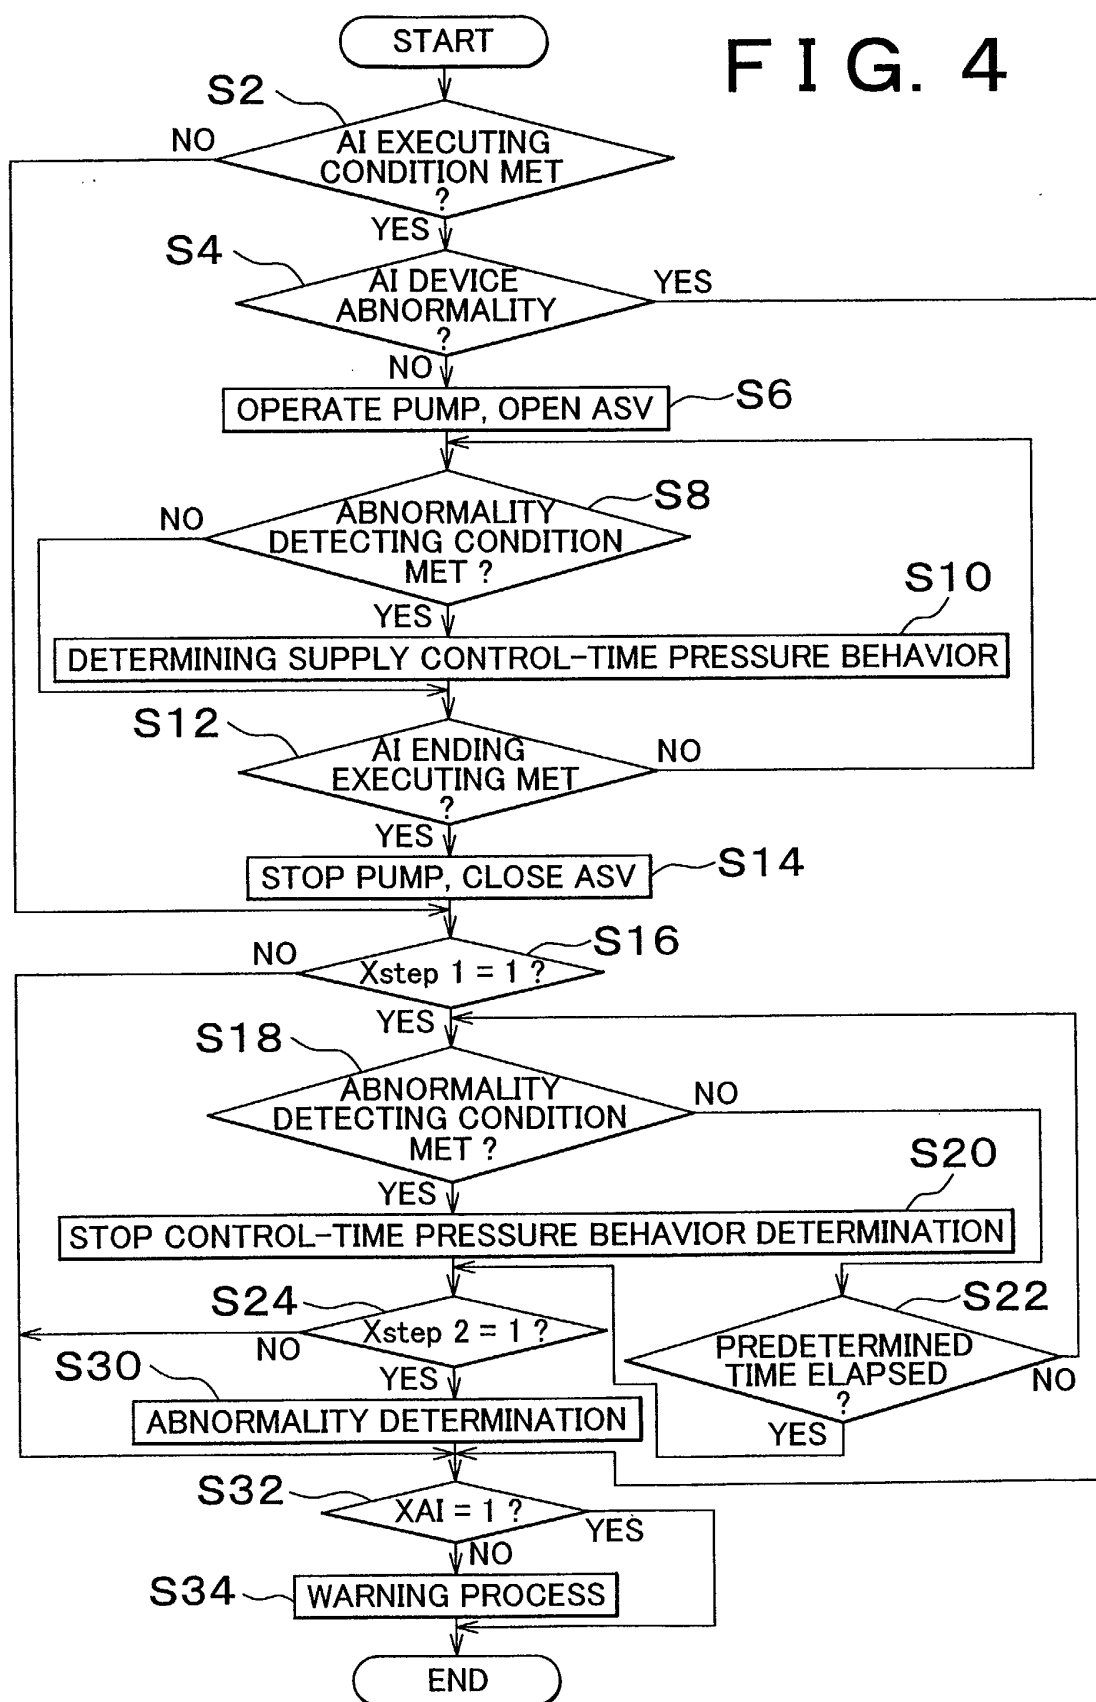 START
FIG. 4
S2
NO
AI EXECUTING
CONDITION MET
?
YES
S4
AI DEVICE
ABNORMALITY
?
YES
NO
OPERATE PUMP, OPEN ASV
S6
S8
NO
ABNORMALITY
DETECTING CONDITION
MET ?
YES
S10
DETERMINING SUPPLY CONTROL-TIME PRESSURE BEHAVIOR
S12
AI ENDING
EXECUTING MET
?
NO
YES
STOP PUMP, CLOSE ASV
S14
NO
S16
Xstep 1 = 1 ?
YES
S18
ABNORMALITY
DETECTING CONDITION
MET ?
NO
YES
S20
STOP CONTROL-TIME PRESSURE BEHAVIOR DETERMINATION
S24
Xstep 2 = 1 ?
NO
YES
S22
PREDETERMINED
TIME ELAPSED
?
NO
YES
S30
ABNORMALITY DETERMINATION
S32
XAI = 1 ?
YES
NO
S34
WARNING PROCESS
END